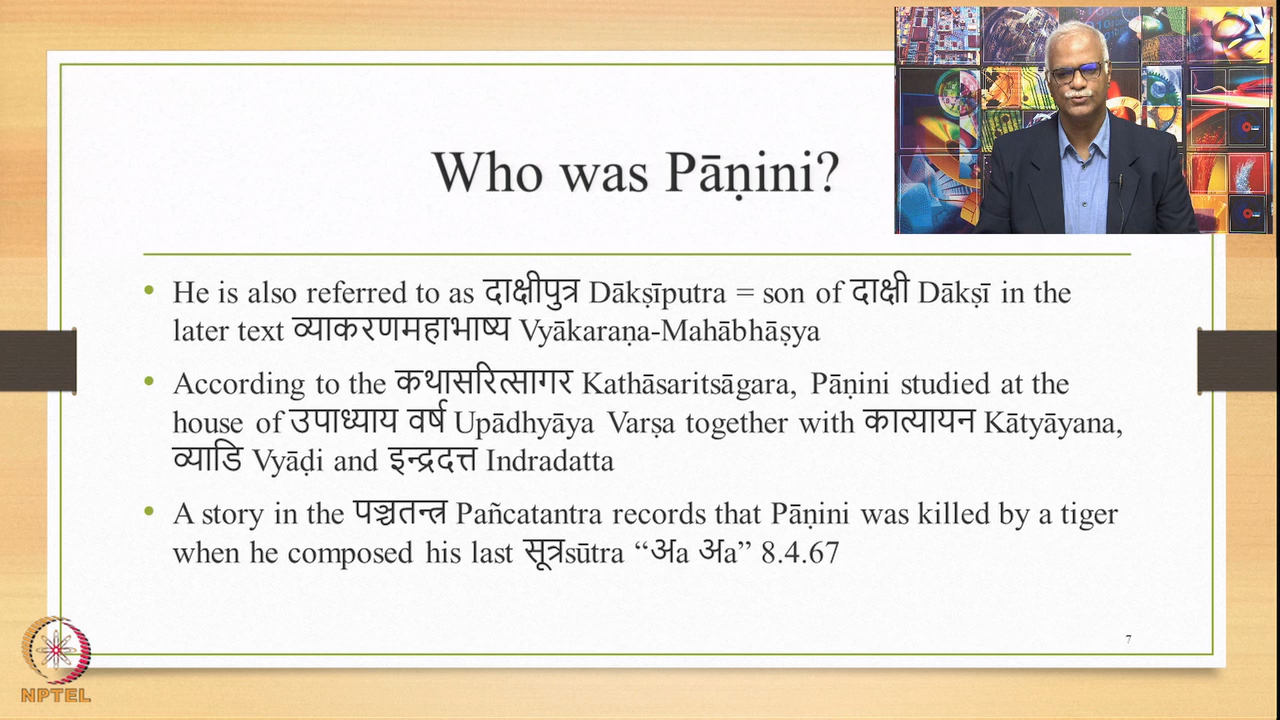 Who was Pāṇini?
• He is also referred to as दाक्षीपुत्र Dākṣīputra = son of दाक्षी Dākṣī in the
later text व्याकरणमहाभाष्य Vyākaraṇa-Mahābhāṣya
• According to the कथासरित्सागर Kathāsaritsāgara, Pāṇini studied at the
house of उपाध्याय वर्ष Upādhyāya Varṣa together with कात्यायन Kātyāyana,
व्याडि Vyāḍi and इन्द्रदत्त Indradatta
• A story in the पञ्चतन्त्र Pañcatantra records that Pāṇini was killed by a tiger
when he composed his last सूत्रsūtra “अa अa” 8.4.67
7
NPTEL